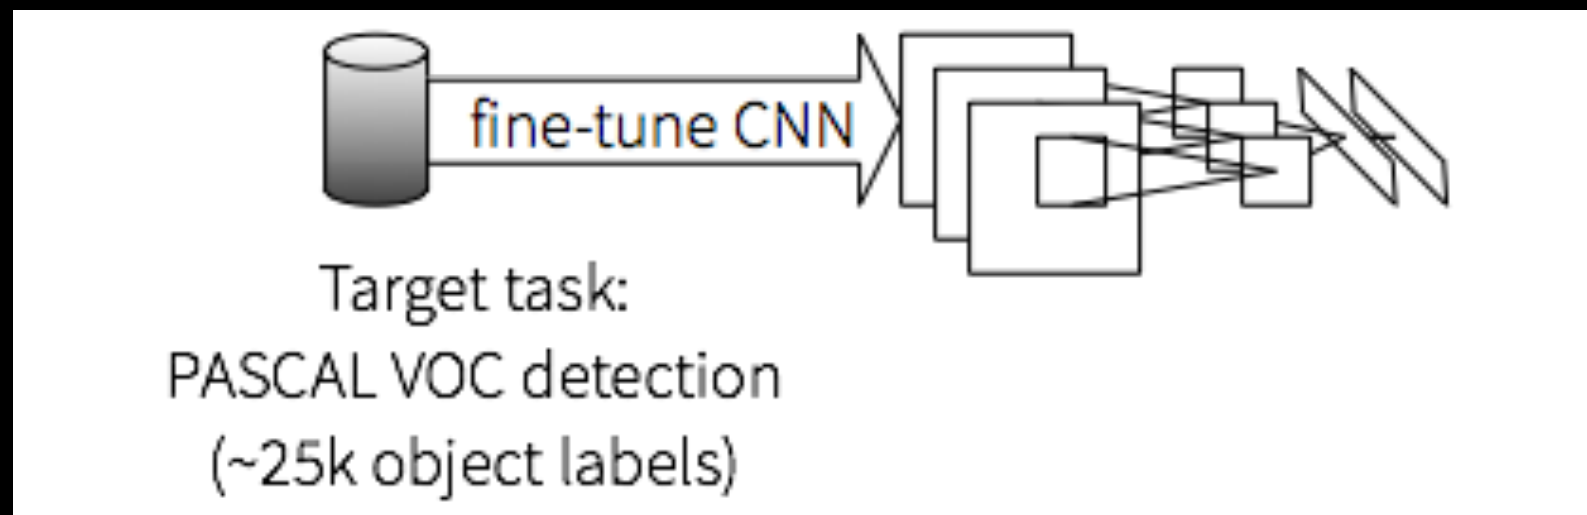 fine-tune CNN
Target task:
PASCAL VOC detection
(~25k object labels)